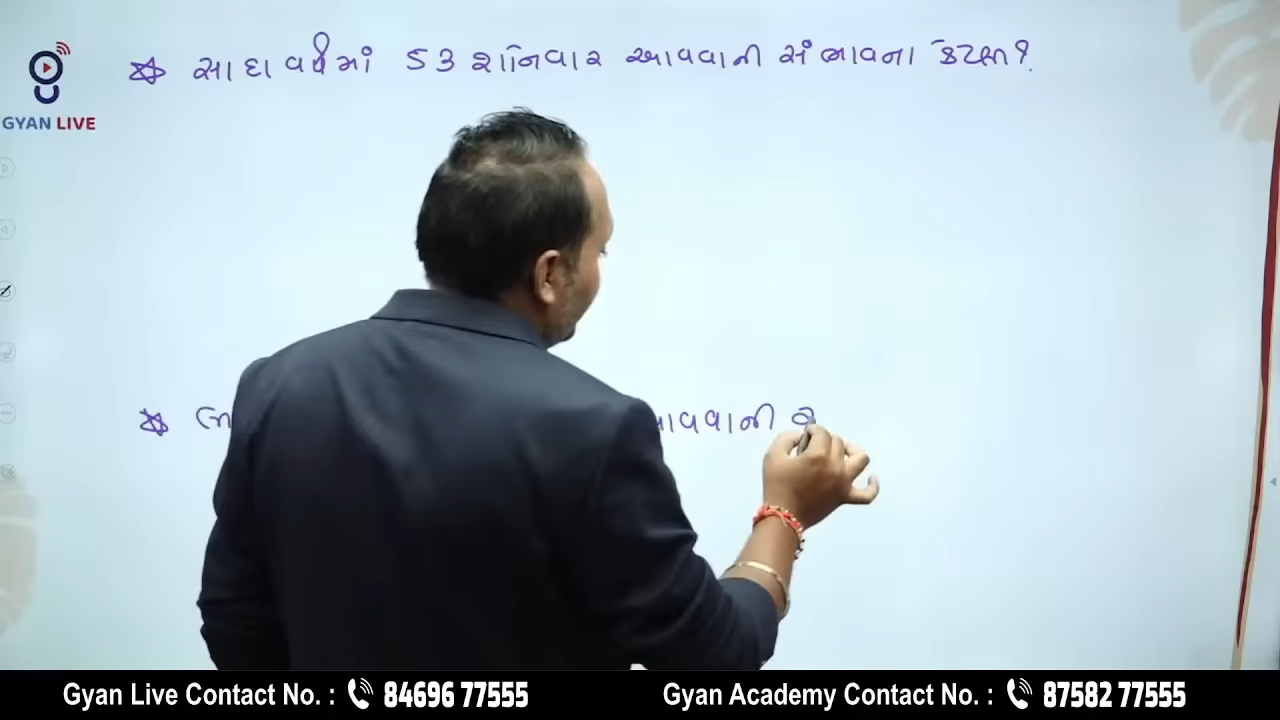 GYAN LIVE
સાદા વર્ષમાં 53 શનિવાર આવવાની સંભાવના કેટલા?
આવવાની
Gyan Live Contact No. : 84696 77555 Gyan Academy Contact No. : 87582 77555